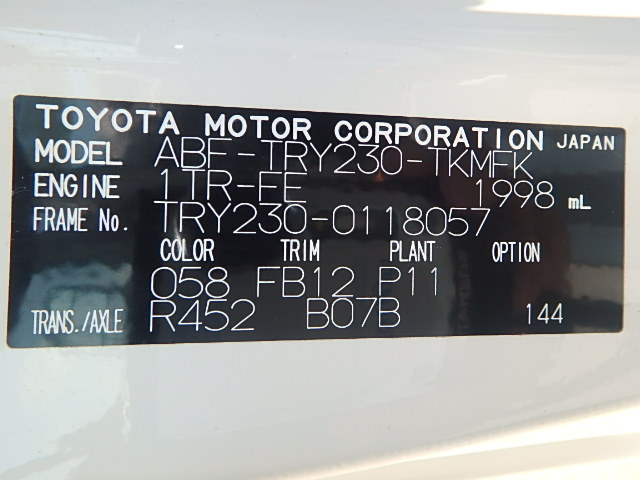 TOYOTA MOTOR CORPORATION JAPAN
MODEL ABF-TRY230-TKMFK
ENGINE 1TR-FE 1998 mL
FRAME No. TRY230-0118057
COLOR TRIM PLANT OPTION
058 FB12 P11
TRANS./AXLE R452 B07B 144